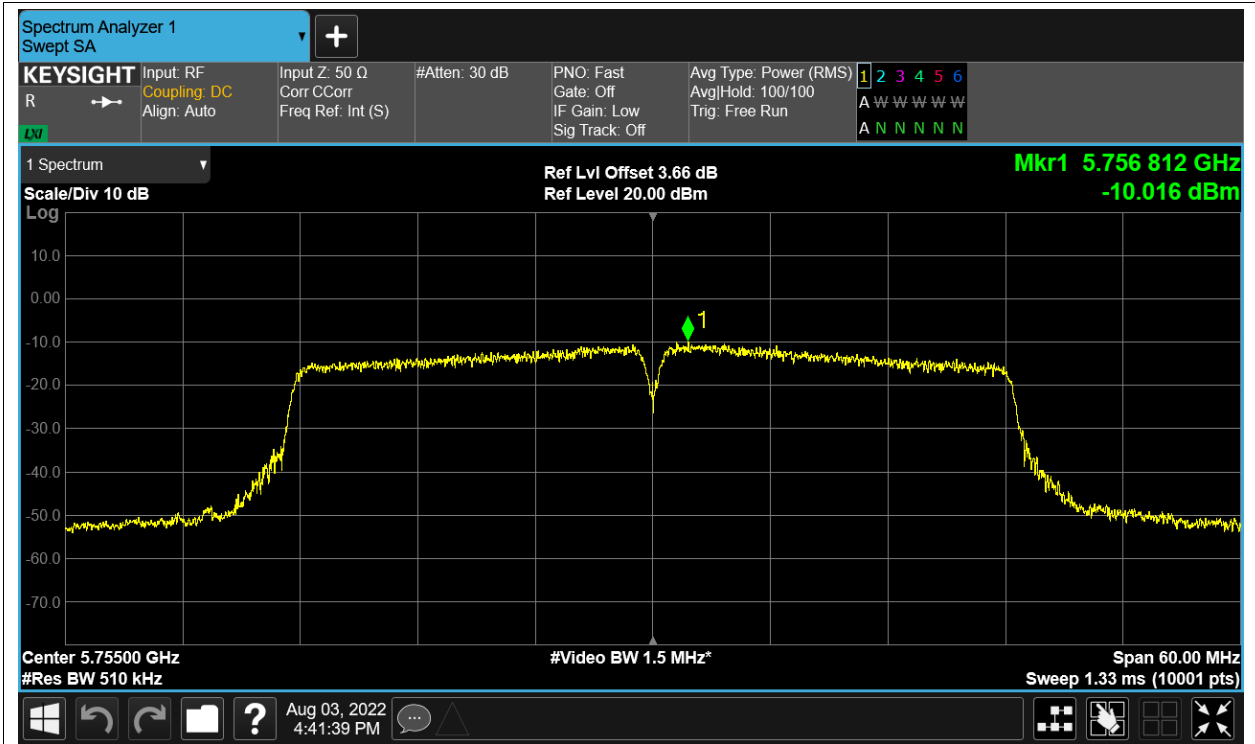 Spectrum Analyzer 1
Swept SA
KEYSIGHT
R
LXI
Input: RF
Coupling: DC
Align: Auto
Input Z: 50 Ω
Corr CCorr
Freq Ref: Int (S)
#Atten: 30 dB
PNO: Fast
Gate: Off
IF Gain: Low
Sig Track: Off
Avg Type: Power (RMS)
Avg|Hold: 100/100
Trig: Free Run
1 2 3 4 5 6
A W W W W W
A N N N N N
1 Spectrum
Scale/Div 10 dB
Log
Ref Lvl Offset 3.66 dB
Ref Level 20.00 dBm
Mkr1 5.756 812 GHz
-10.016 dBm
10.0
0.00
-10.0
-20.0
-30.0
-40.0
-50.0
-60.0
-70.0
1
Center 5.75500 GHz
#Res BW 510 kHz
#Video BW 1.5 MHz*
Span 60.00 MHz
Sweep 1.33 ms (10001 pts)
?
Aug 03, 2022
4:41:39 PM